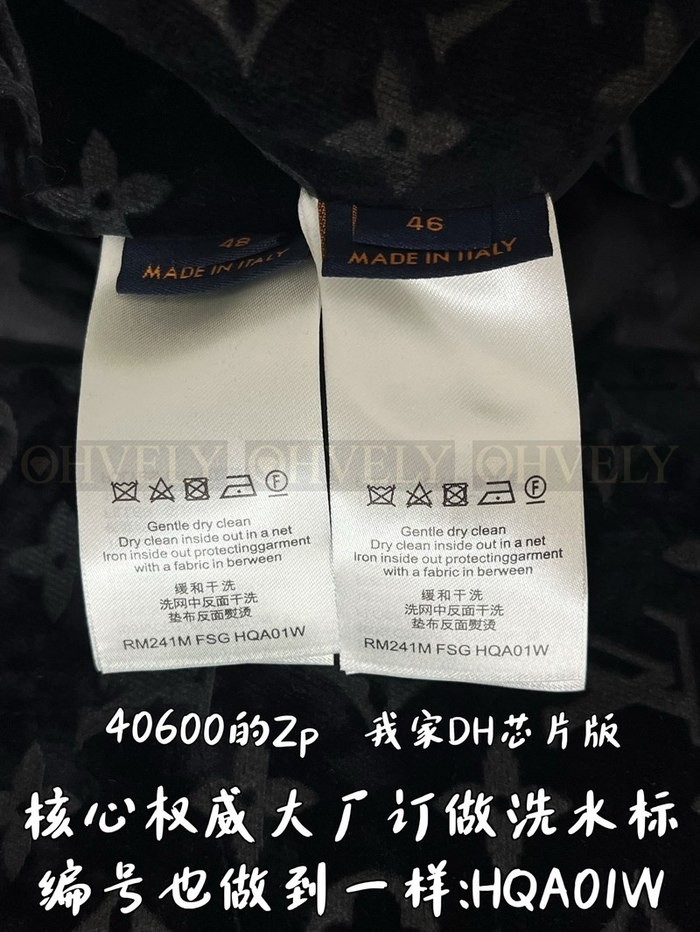 48
MADE IN ITALY
46
MADE IN ITALY
OHVELY OHVELY OHVELY
Gentle dry clean
Dry clean inside out in a net
Iron inside out protectinggarment
with a fabric in berween
缓和干洗
洗网中反面干洗
垫布反面熨烫
RM241M FSG HQA01W
Gentle dry clean
Dry clean inside out in a net
Iron inside out protectinggarment
with a fabric in berween
缓和干洗
洗网中反面干洗
垫布反面熨烫
RM241M FSG HQA01W
40600的Zp 我家DH芯片版
核心权威大厂订做洗水标
编号也做到一样:HQA01W